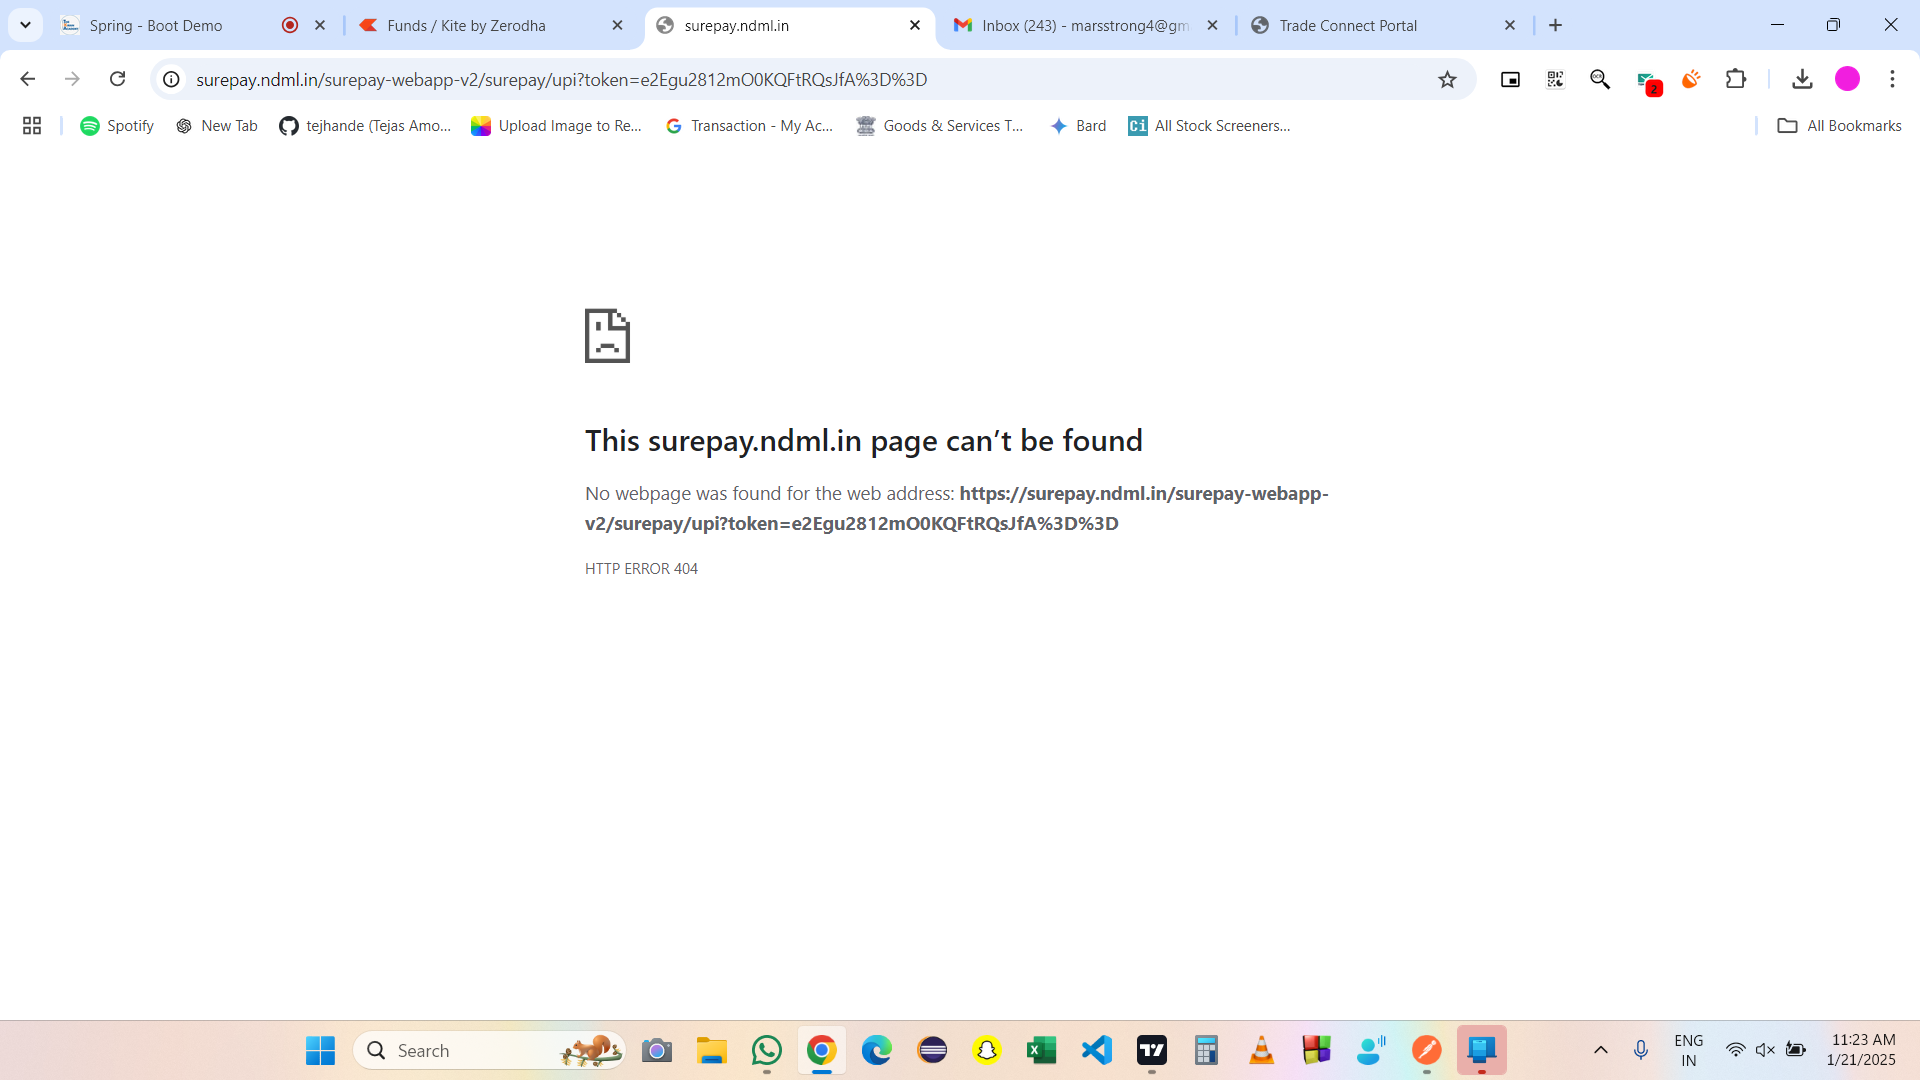 Spring - Boot Demo
Funds / Kite by Zerodha
surepay.ndml.in
Inbox (243) - marsstrong4@gm
Trade Connect Portal
surepay.ndml.in/surepay-webapp-v2/surepay/upi?token=e2Egu2812mO0KQFtRQsJfA%3D%3D
2
Spotify
New Tab
tejhande (Tejas Amo...
Upload Image to Re...
Transaction - My Ac...
Goods & Services T...
Bard
Ci
All Stock Screeners...
All Bookmarks
This surepay.ndml.in page can’t be found
No webpage was found for the web address: https://surepay.ndml.in/surepay-webapp-
v2/surepay/upi?token=e2Egu2812mO0KQFtRQsJfA%3D%3D
HTTP ERROR 404
Search
ENG
IN
11:23 AM
1/21/2025